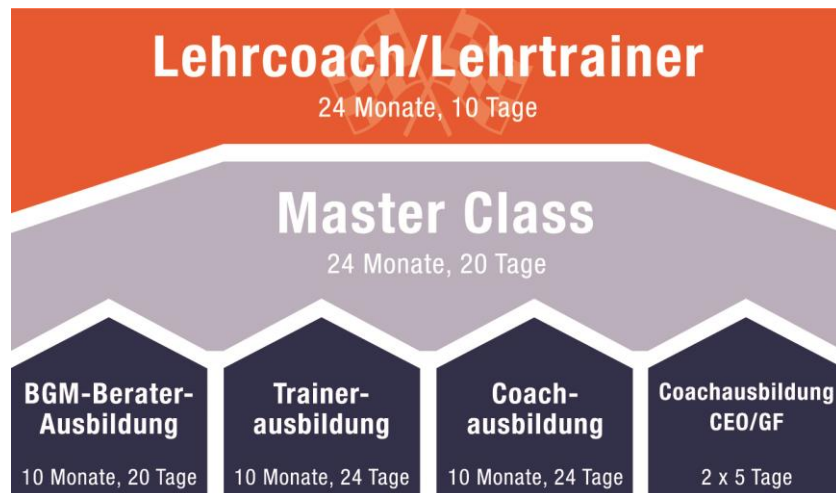 Lehrcoach/Lehrtrainer
24 Monate, 10 Tage
Master Class
24 Monate, 20 Tage
BGM-Berater-
Ausbildung
10 Monate, 20 Tage
Trainer-
ausbildung
10 Monate, 24 Tage
Coach-
ausbildung
10 Monate, 24 Tage
Coachausbildung
CEO/GF
2 x 5 Tage